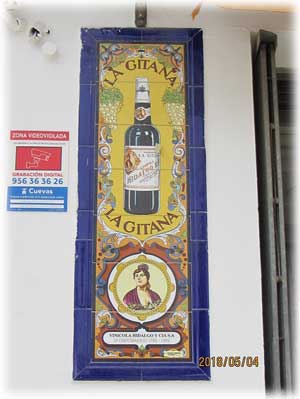 LA GITANA
LA GITANA
HIDALGO
LA GITANA
VINICOLA HIDALGO Y CIA S.A.
ZONA VIDEOVIGILADA
GRABACIÓN DIGITAL
956 36 36 26
Cuevas
2018/05/04